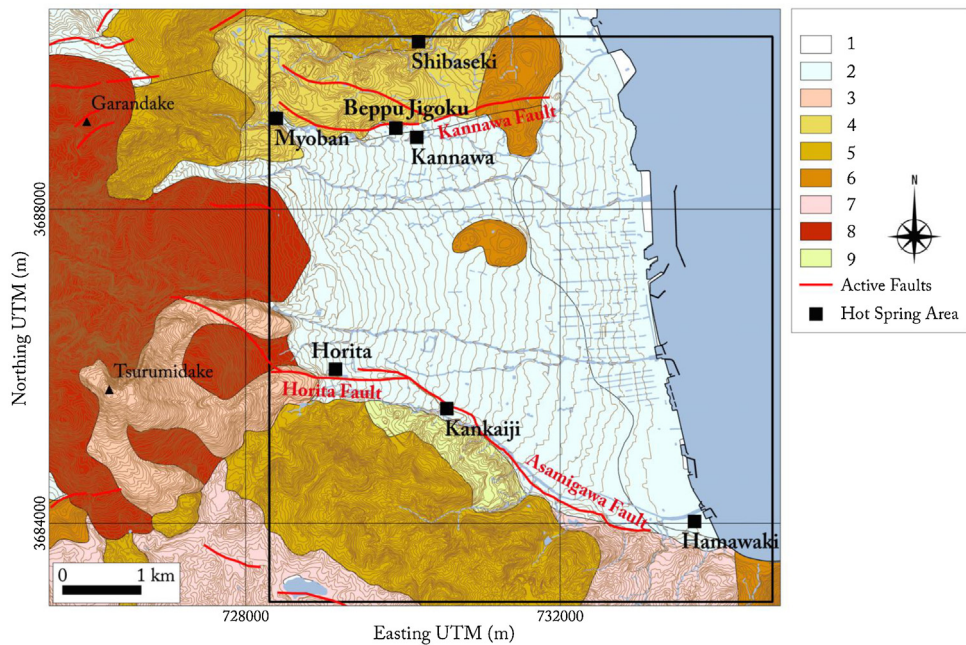 Shibaseki
Garandake
Beppu Jigoku
Kannawa Fault
Myoban
Kannawa
3688000
Northing UTM (m)
Horita
Tsurumidake
Horita Fault
Kankaiji
Asamigawa Fault
3684000
Hamawaki
0 1 km
728000
732000
Easting UTM (m)
1
2
3
4
5
6
7
8
9
N
Active Faults
Hot Spring Area